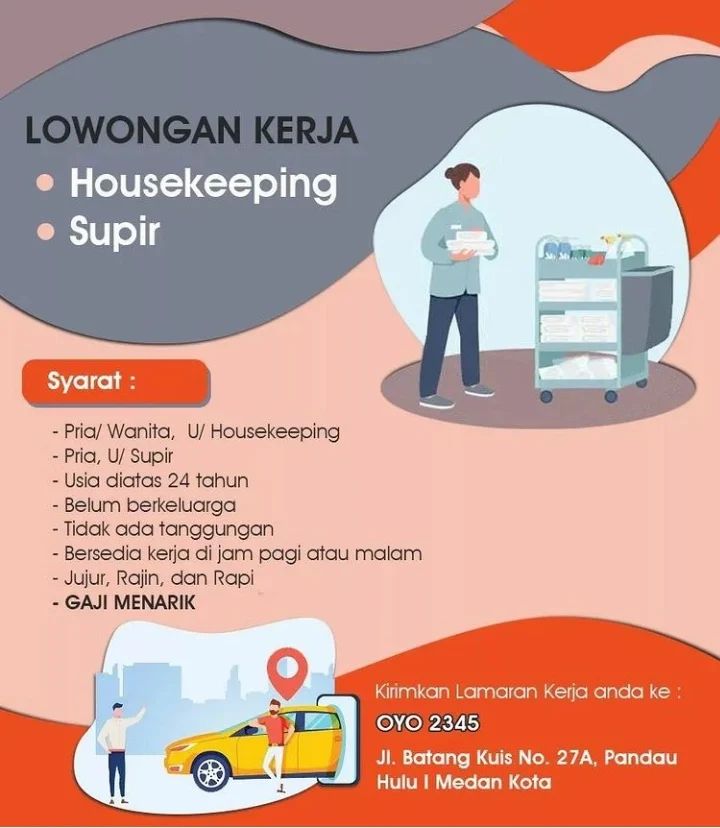 LOWONGAN KERJA
• Housekeeping
• Supir
Syarat :
- Pria/ Wanita, U/ Housekeeping
- Pria, U/ Supir
- Usia diatas 24 tahun
- Belum berkeluarga
- Tidak ada tanggungan
- Bersedia kerja di jam pagi atau malam
- Jujur, Rajin, dan Rapi
- GAJI MENARIK
Kirimkan Lamaran Kerja anda ke :
OYO 2345
Jl. Batang Kuis No. 27A, Pandau
Hulu I Medan Kota